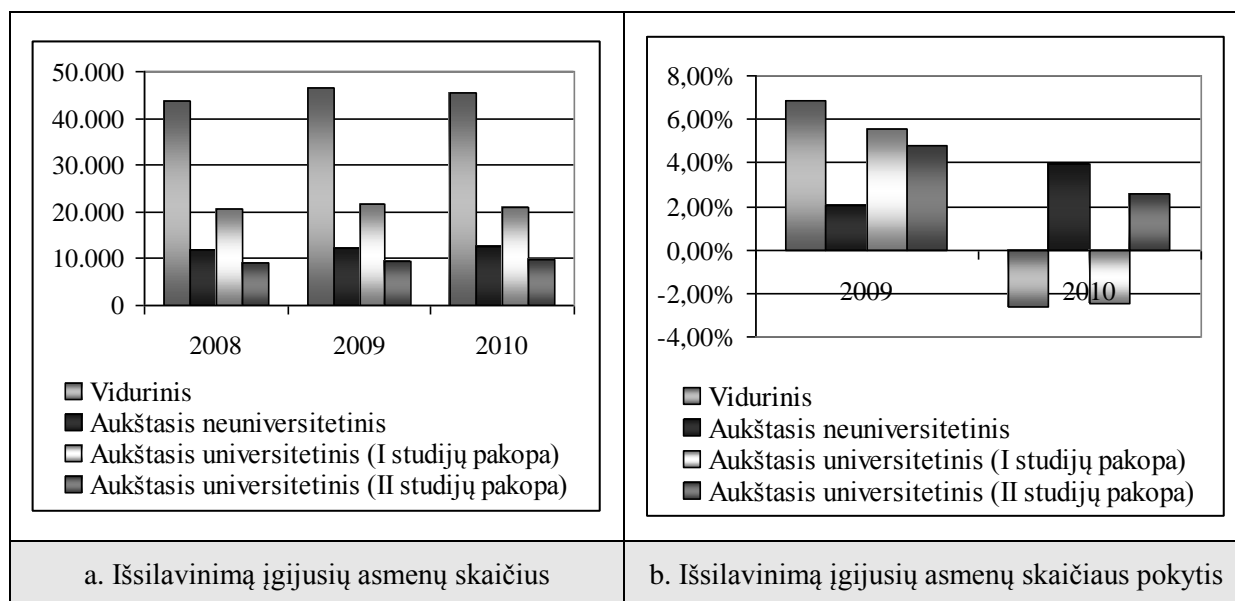 50.000
40.000
30.000
20.000
10.000
0
2008 2009 2010
Vidurinis
Aukštasis neuniversitetinis
Aukštasis universitetinis (I studijų pakopa)
Aukštasis universitetinis (II studijų pakopa)
a. Išsilavinimą įgijusių asmenų skaičius
8,00%
6,00%
4,00%
2,00%
0,00%
-2,00%
-4,00%
2009 2010
Vidurinis
Aukštasis neuniversitetinis
Aukštasis universitetinis (I studijų pakopa)
Aukštasis universitetinis (II studijų pakopa)
b. Išsilavinimą įgijusių asmenų skaičiaus pokytis